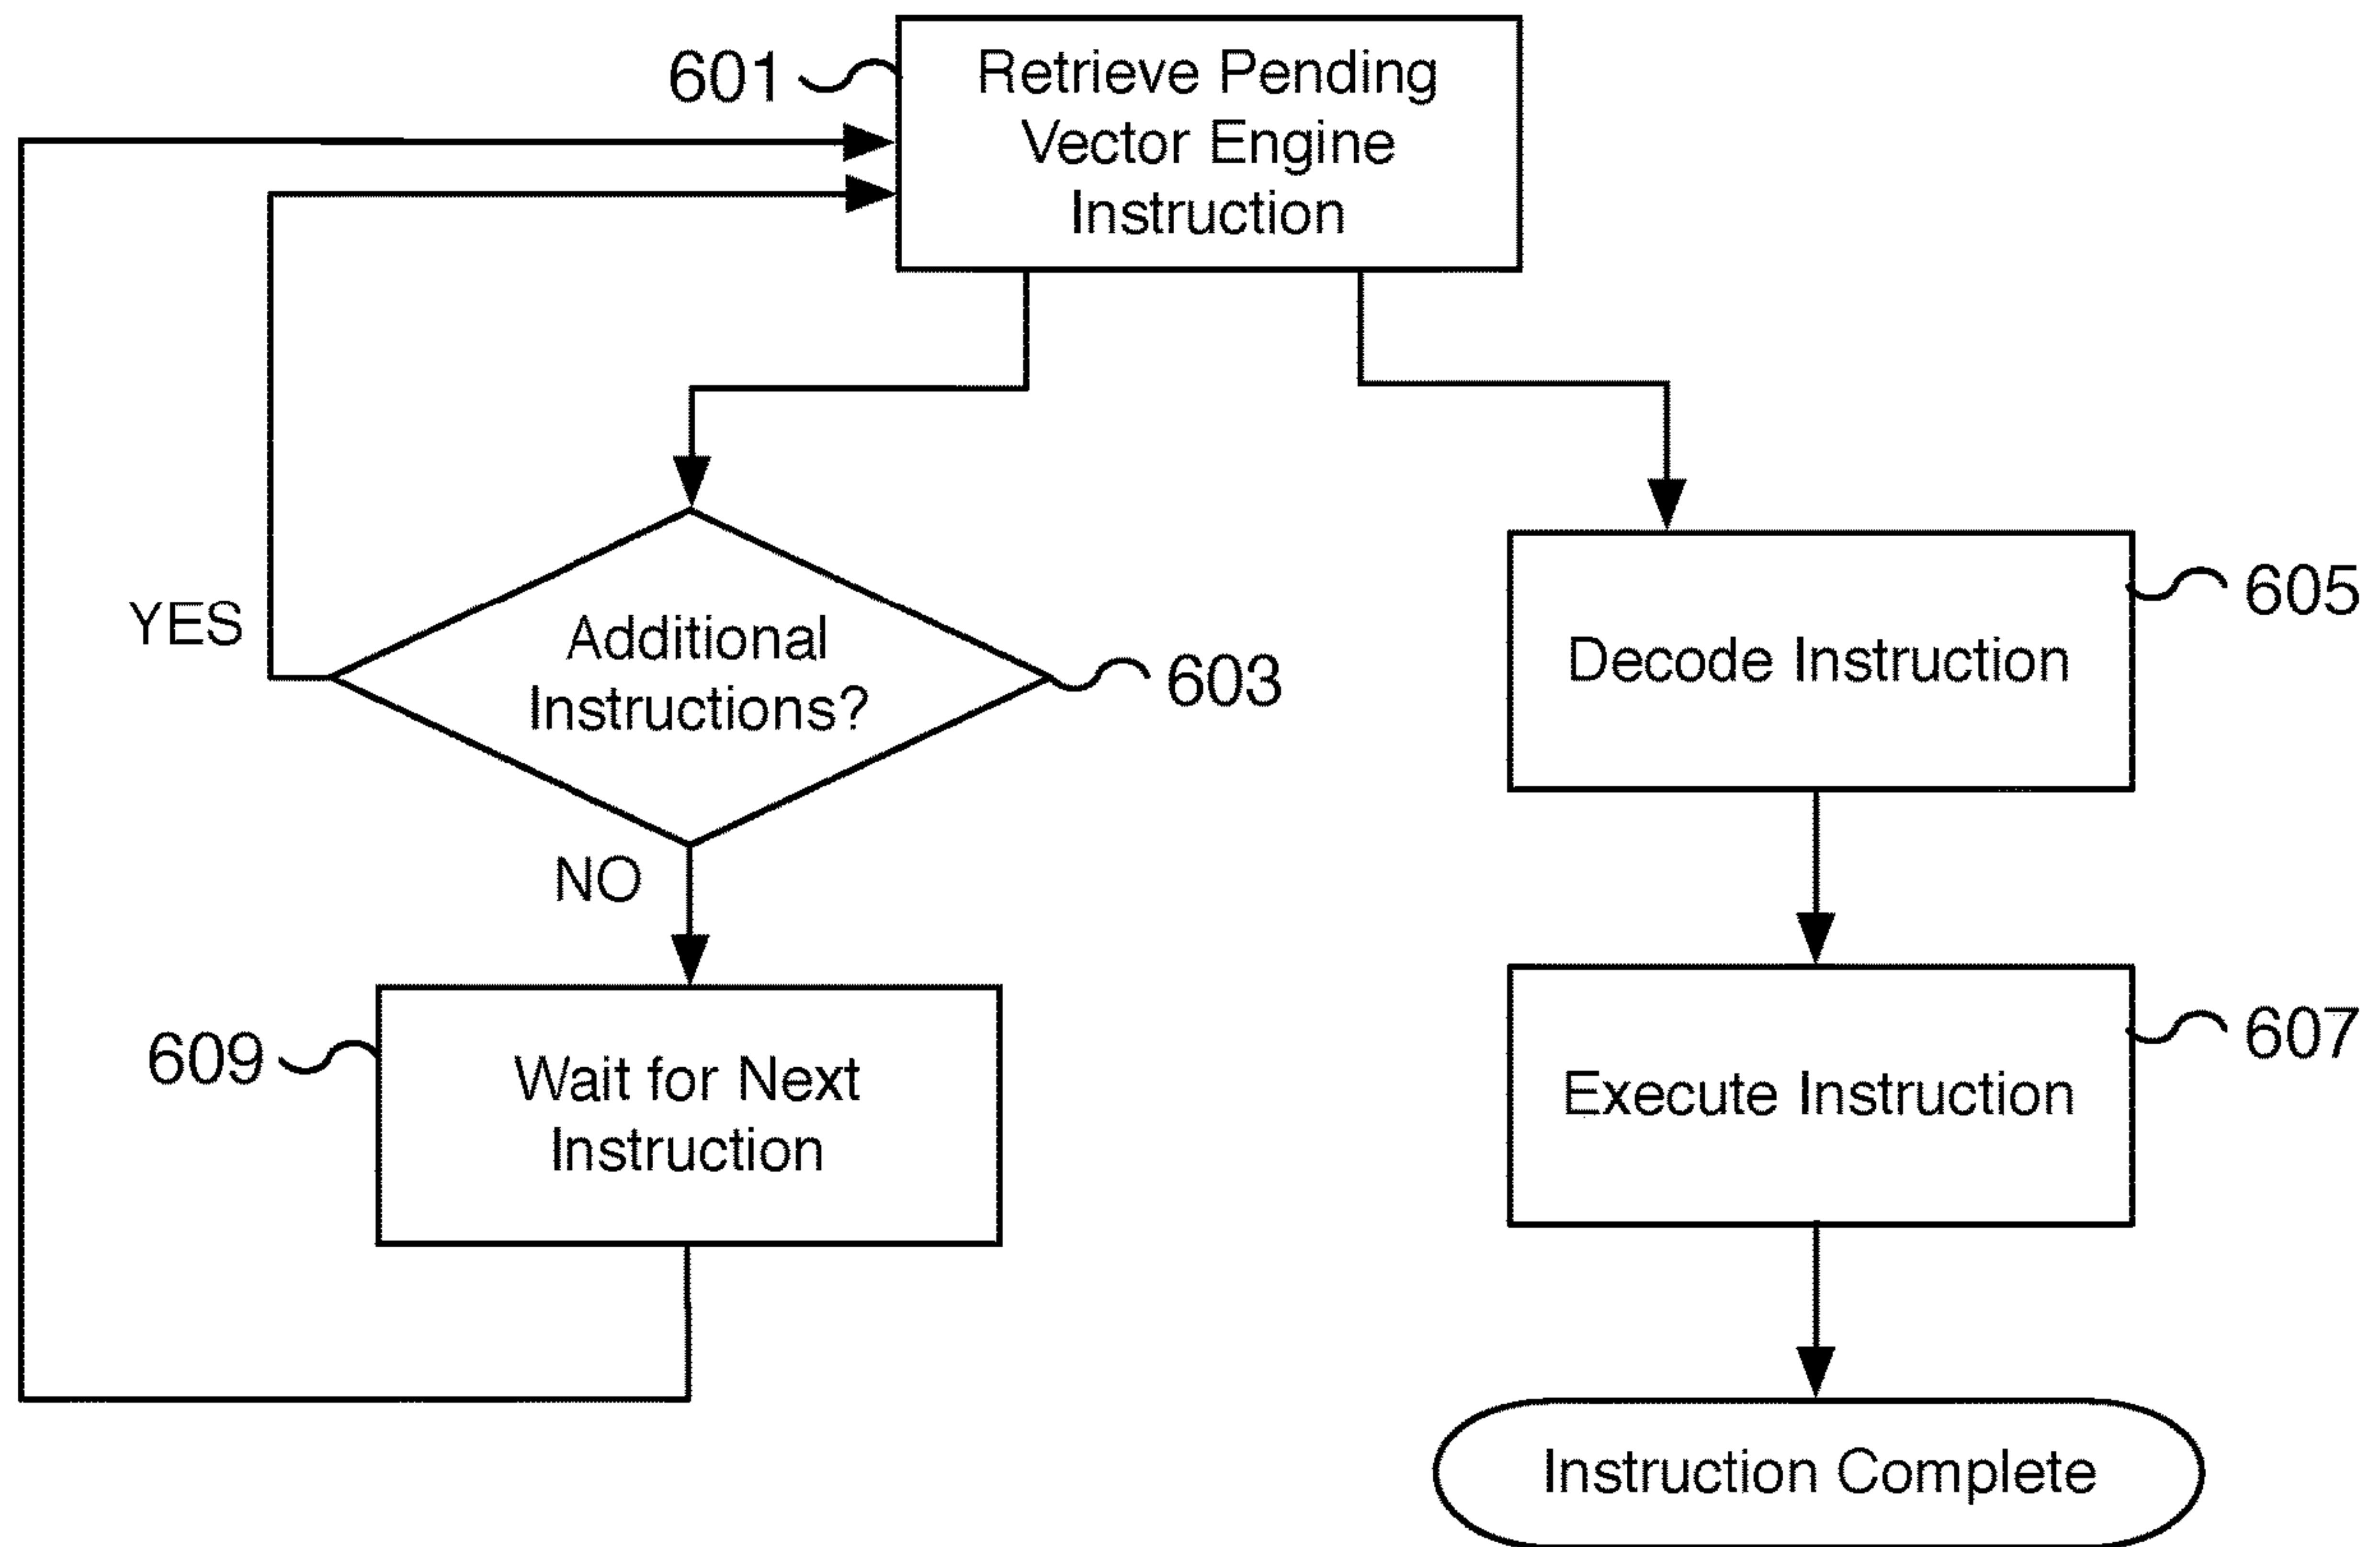 601
Retrieve Pending
Vector Engine
Instruction
YES
Additional
Instructions?
603
605
Decode Instruction
NO
609
Wait for Next
Instruction
607
Execute Instruction
Instruction Complete